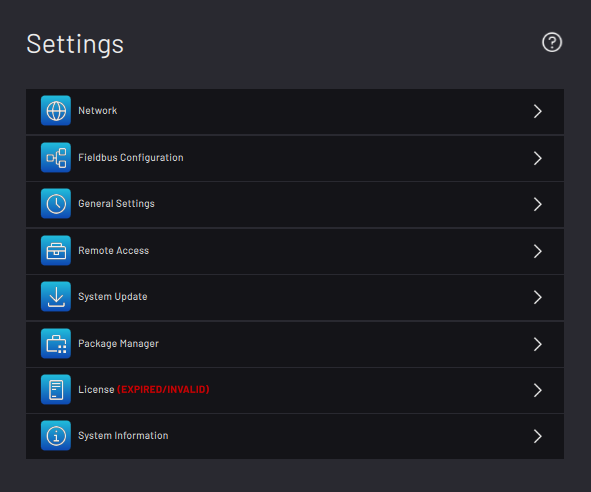 Settings
Network
Fieldbus Configuration
General Settings
Remote Access
System Update
Package Manager
License (EXPIRED/INVALID)
System Information